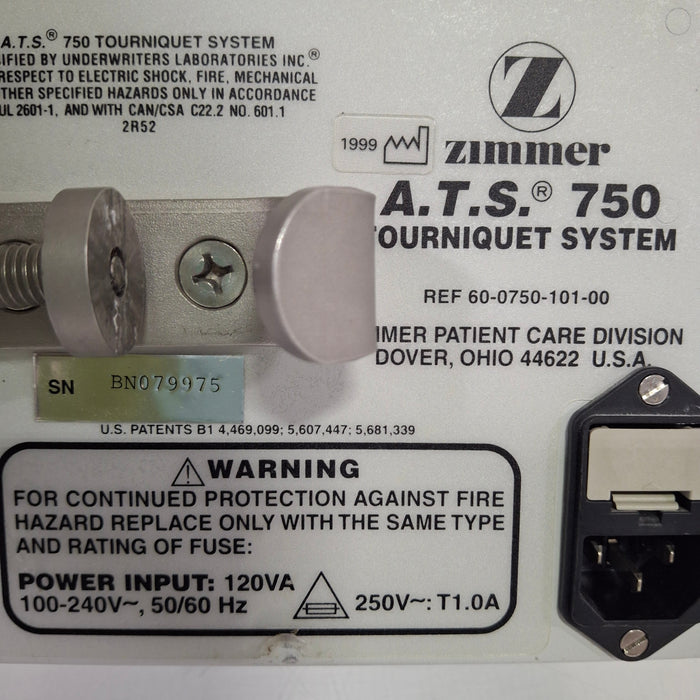 A.T.S.® 750 TOURNIQUET SYSTEM
BY UNDERWRITERS LABORATORIES INC.®
RESPECT TO ELECTRIC SHOCK, FIRE, MECHANICAL
SPECIFIED HAZARDS ONLY IN ACCORDANCE
UL 2601-1, AND WITH CAN/CSA C22.2 NO. 601.1
2R52
Z
1999
zimmer
A.T.S.® 750
TOURNIQUET SYSTEM
REF 60-0750-101-00
PATIENT CARE DIVISION
DOVER, OHIO 44622 U.S.A.
SN BN079975
U.S. PATENTS B1 4,469,099; 5,607,447; 5,681,339
WARNING
FOR CONTINUED PROTECTION AGAINST FIRE
HAZARD REPLACE ONLY WITH THE SAME TYPE
AND RATING OF FUSE:
POWER INPUT: 120VA
100-240V~, 50/60 Hz
250V~: T1.0A